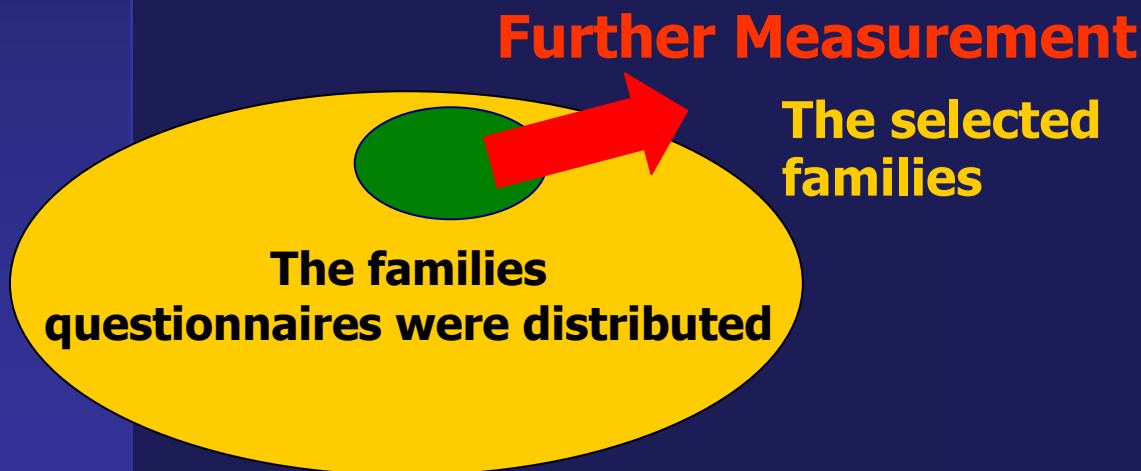 Further Measurement
The selected
families
The families
questionnaires were distributed